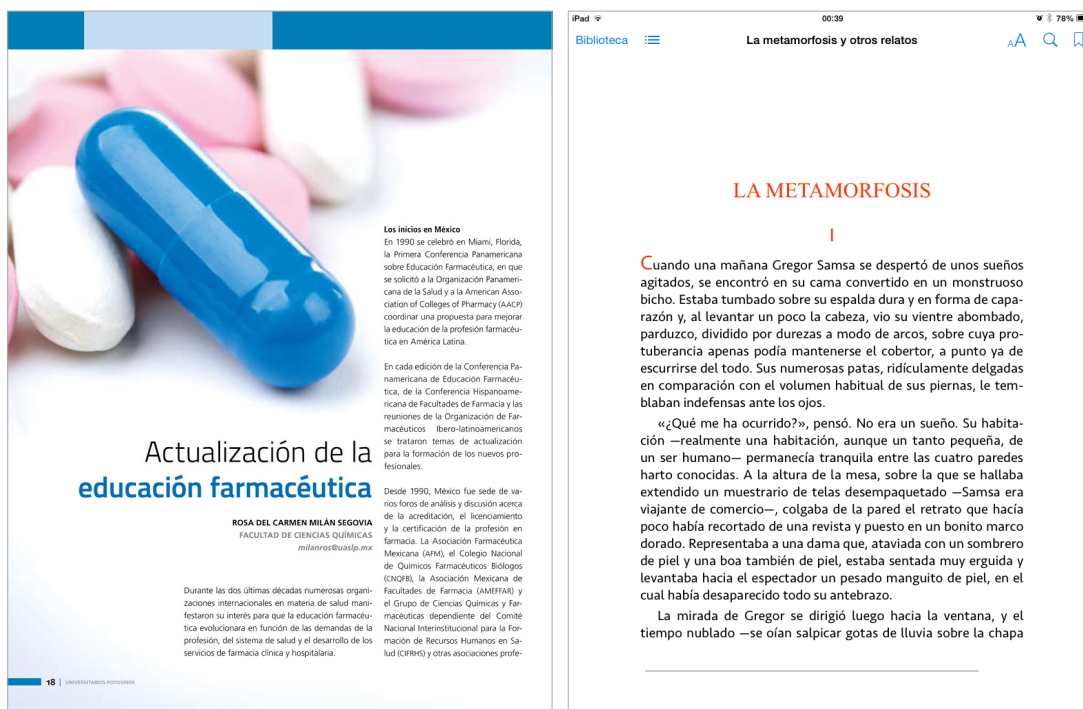 Los inicios en México
En 1990 se celebró en Miami, Florida,
la Primera Conferencia Panamericana
sobre Educación Farmacéutica, en que
se solicitó a la Organización Panameri-
cana de la Salud y a la American Asso-
ciation of Colleges of Pharmacy (AACP)
coordinar una propuesta para mejorar
la educación de la profesión farmacéu-
tica en América Latina.
En cada edición de la Conferencia Pa-
namericana de Educación Farmacéu-
tica, de la Conferencia Hispanoame-
ricana de Facultades de Farmacia y las
reuniones de la Organización de Far-
macéuticos Ibero-latinoamericanos
se trataron temas de actualización
para la formación de los nuevos pro-
fesionales.
Desde 1990, México fue sede de va-
rios foros de análisis y discusión acerca
de la acreditación, el licenciamiento
y la certificación de la profesión en
farmacia. La Asociación Farmacéutica
Mexicana (AFM), el Colegio Nacional
de Químicos Farmacéuticos Biólogos
(CNQFB), la Asociación Mexicana de
Facultades de Farmacia (AMEFFAR) y
el Grupo de Ciencias Químicas y Far-
macéuticas dependiente del Comité
Nacional Interinstitucional para la For-
mación de Recursos Humanos en Sa-
lud (CIFRHS) y otras asociaciones profe-
Actualización de la
educación farmacéutica
ROSA DEL CARMEN MILÁN SEGOVIA
FACULTAD DE CIENCIAS QUÍMICAS
milanros@uaslp.mx
Durante las dos últimas décadas numerosas organi-
zaciones internacionales en materia de salud mani-
festaron su interés para que la educación farmacéu-
tica evolucionara en función de las demandas de la
profesión, del sistema de salud y el desarrollo de los
servicios de farmacia clínica y hospitalaria.
18 | UNIVERSITARIOS POTOSINOS
iPad 00:39 78%
Biblioteca La metamorfosis y otros relatos AA
LA METAMORFOSIS
I
Cuando una mañana Gregor Samsa se despertó de unos sueños
agitados, se encontró en su cama convertido en un monstruoso
bicho. Estaba tumbado sobre su espalda dura y en forma de capa-
razón y, al levantar un poco la cabeza, vio su vientre abombado,
parduzco, dividido por durezas a modo de arcos, sobre cuya pro-
tuberancia apenas podía mantenerse el cobertor, a punto ya de
escurrirse del todo. Sus numerosas patas, ridículamente delgadas
en comparación con el volumen habitual de sus piernas, le tem-
blaban indefensas ante los ojos.
«¿Qué me ha ocurrido?», pensó. No era un sueño. Su habita-
ción —realmente una habitación, aunque un tanto pequeña, de
un ser humano— permanecía tranquila entre las cuatro paredes
harto conocidas. A la altura de la mesa, sobre la que se hallaba
extendido un muestrario de telas desempaquetado —Samsa era
viajante de comercio—, colgaba de la pared el retrato que hacía
poco había recortado de una revista y puesto en un bonito marco
dorado. Representaba a una dama que, ataviada con un sombrero
de piel y una boa también de piel, estaba sentada muy erguida y
levantaba hacia el espectador un pesado manguito de piel, en el
cual había desaparecido todo su antebrazo.
La mirada de Gregor se dirigió luego hacia la ventana, y el
tiempo nublado —se oían salpicar gotas de lluvia sobre la chapa